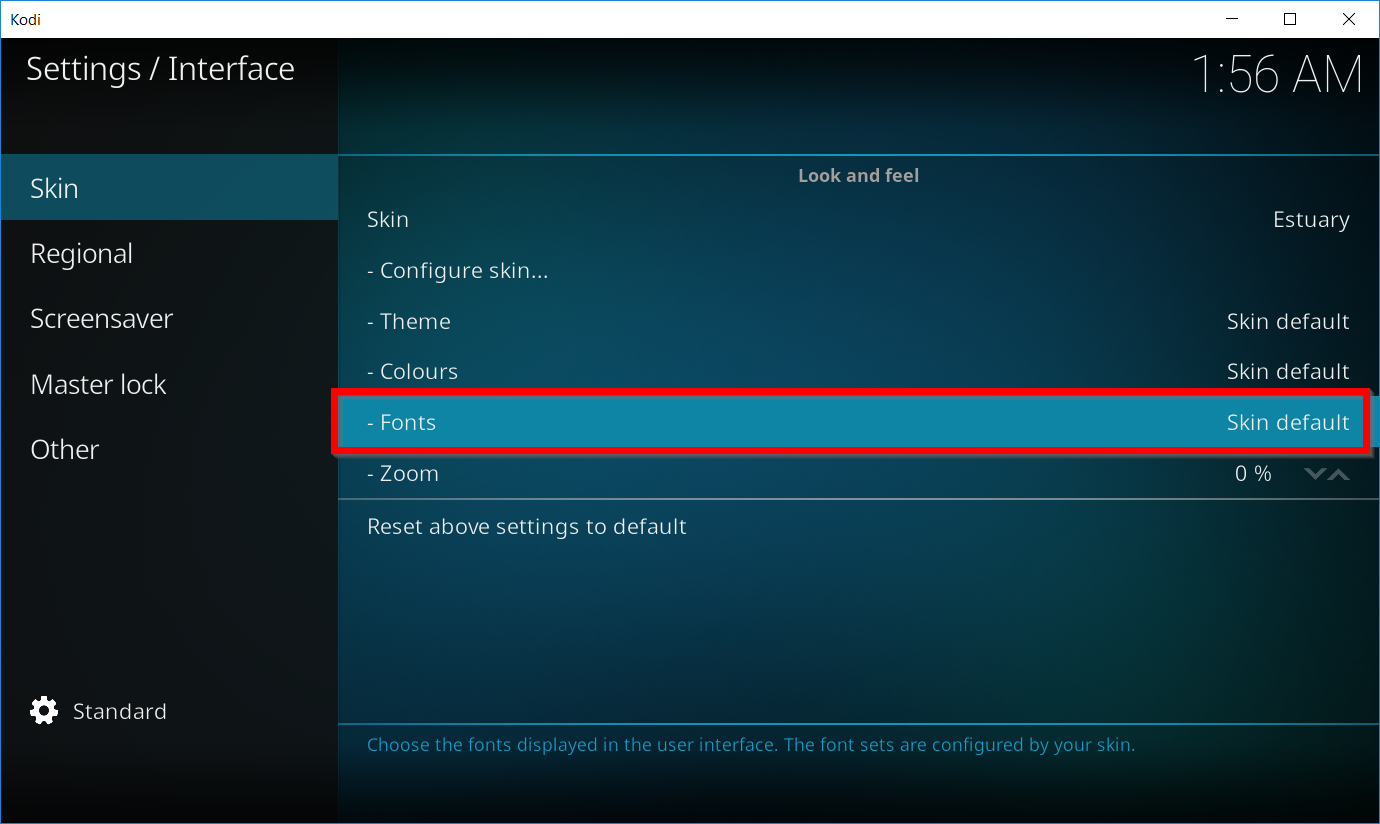 Kodi
Settings / Interface
1:56 AM
Skin
Regional
Screensaver
Master lock
Other
Standard
Look and feel
Skin Estuary
- Configure skin...
- Theme Skin default
- Colours Skin default
- Fonts Skin default
- Zoom 0 %
Reset above settings to default
Choose the fonts displayed in the user interface. The font sets are configured by your skin.